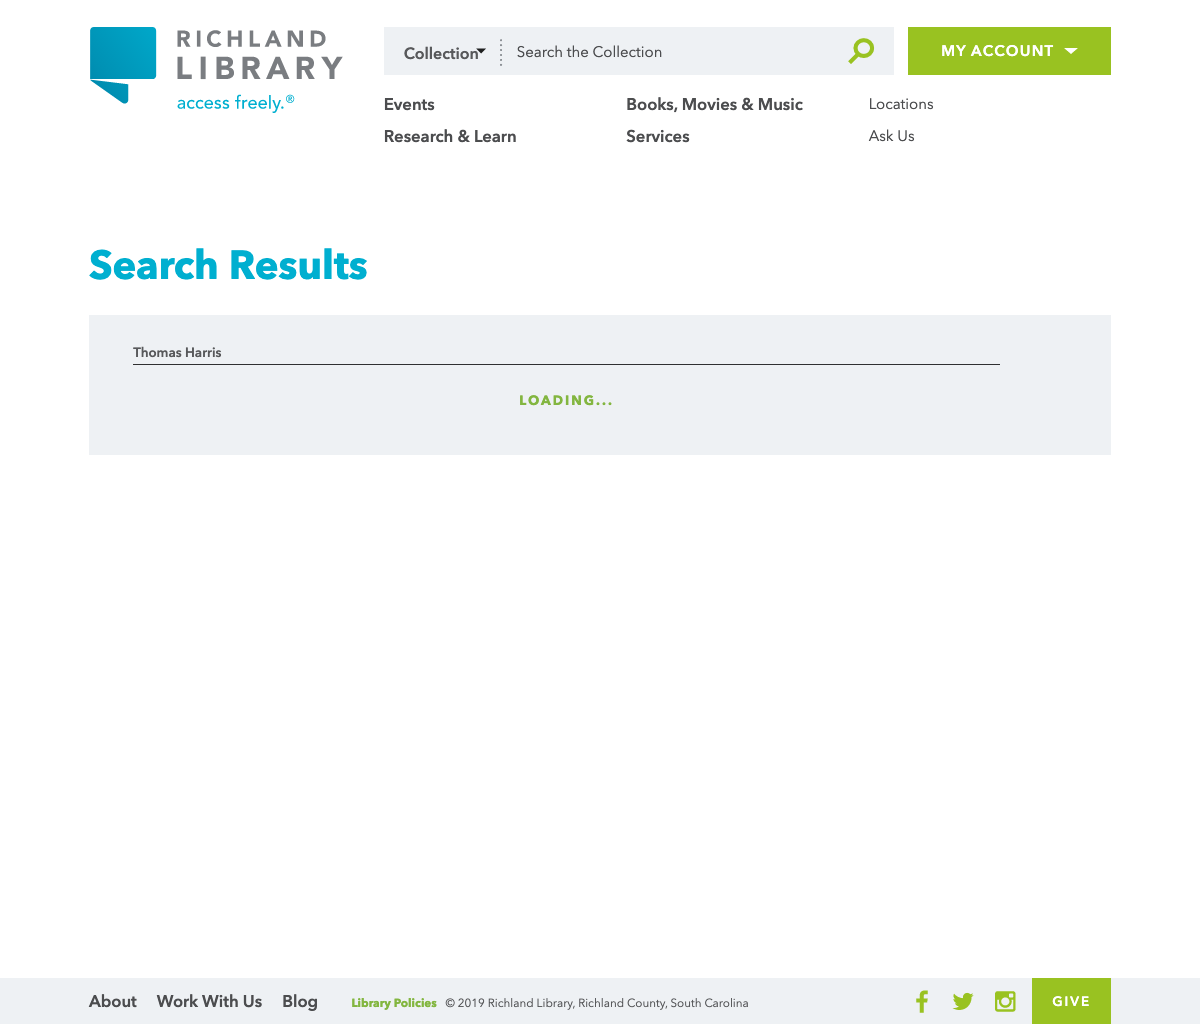 RICHLAND
LIBRARY
access freely.®
Collection
Search the Collection
MY ACCOUNT
Events
Books, Movies & Music
Locations
Research & Learn
Services
Ask Us
Search Results
Thomas Harris
LOADING...
About
Work With Us
Blog
Library Policies
© 2019 Richland Library, Richland County, South Carolina
GIVE